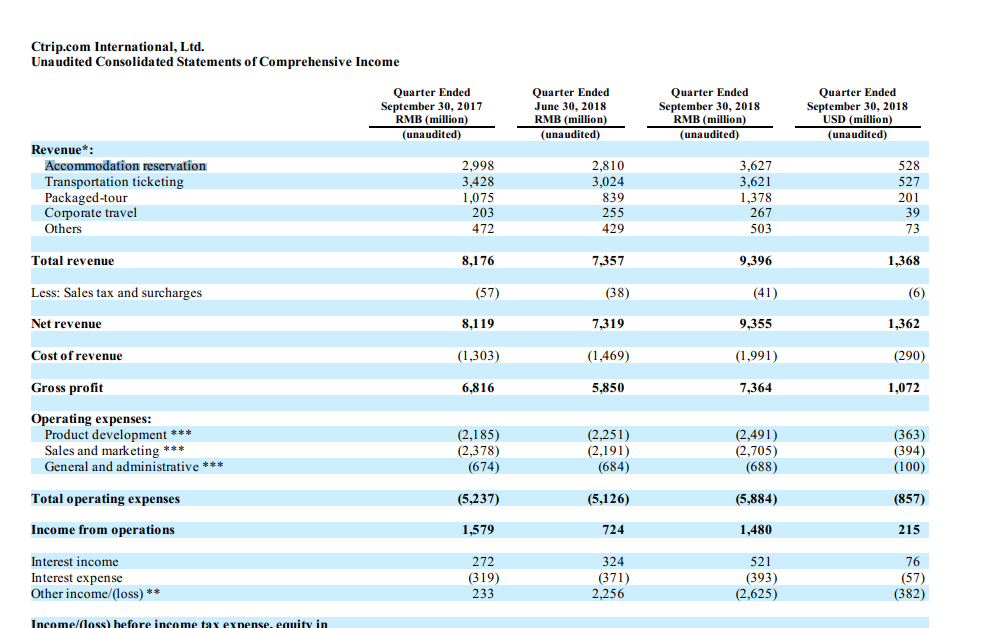 Ctrip.com International, Ltd.
Unaudited Consolidated Statements of Comprehensive Income
Quarter Ended Quarter Ended Quarter Ended Quarter Ended
September 30, 2017 June 30, 2018 September 30, 2018 September 30, 2018
RMB (million) RMB (million) RMB (million) USD (million)
(unaudited) (unaudited) (unaudited) (unaudited)
Revenue*:
Accommodation reservation 2,998 2,810 3,627 528
Transportation ticketing 3,428 3,024 3,621 527
Packaged-tour 1,075 839 1,378 201
Corporate travel 203 255 267 39
Others 472 429 503 73
Total revenue 8,176 7,357 9,396 1,368
Less: Sales tax and surcharges (57) (38) (41) (6)
Net revenue 8,119 7,319 9,355 1,362
Cost of revenue (1,303) (1,469) (1,991) (290)
Gross profit 6,816 5,850 7,364 1,072
Operating expenses:
Product development *** (2,185) (2,251) (2,491) (363)
Sales and marketing *** (2,378) (2,191) (2,705) (394)
General and administrative *** (674) (684) (688) (100)
Total operating expenses (5,237) (5,126) (5,884) (857)
Income from operations 1,579 724 1,480 215
Interest income 272 324 521 76
Interest expense (319) (371) (393) (57)
Other income/(loss) ** 233 2,256 (2,625) (382)
Income/(loss) before income tax expense, equity in